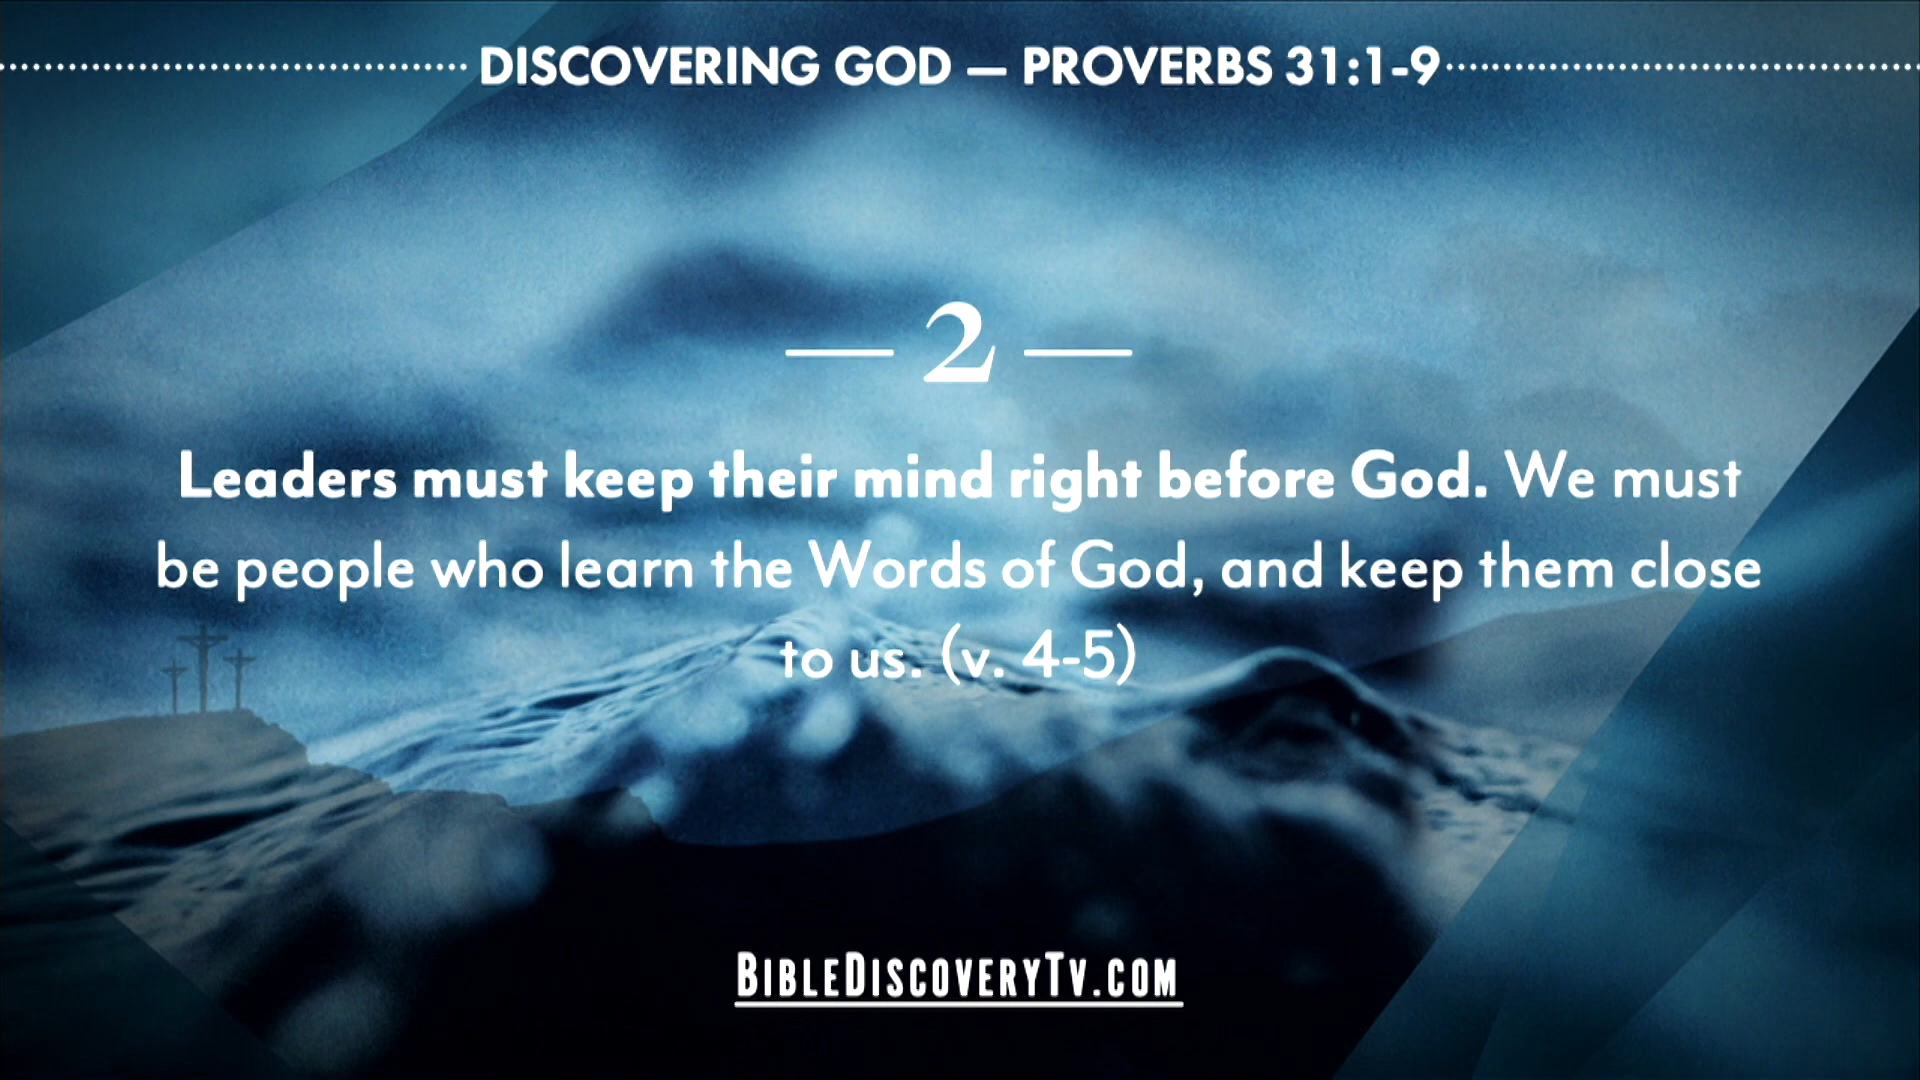 DISCOVERING GOD — PROVERBS 31:1-9
— 2 —
Leaders must keep their mind right before God. We must
be people who learn the Words of God, and keep them close
to us. (v. 4-5)
BIBLEDISCOVERYTV.COM